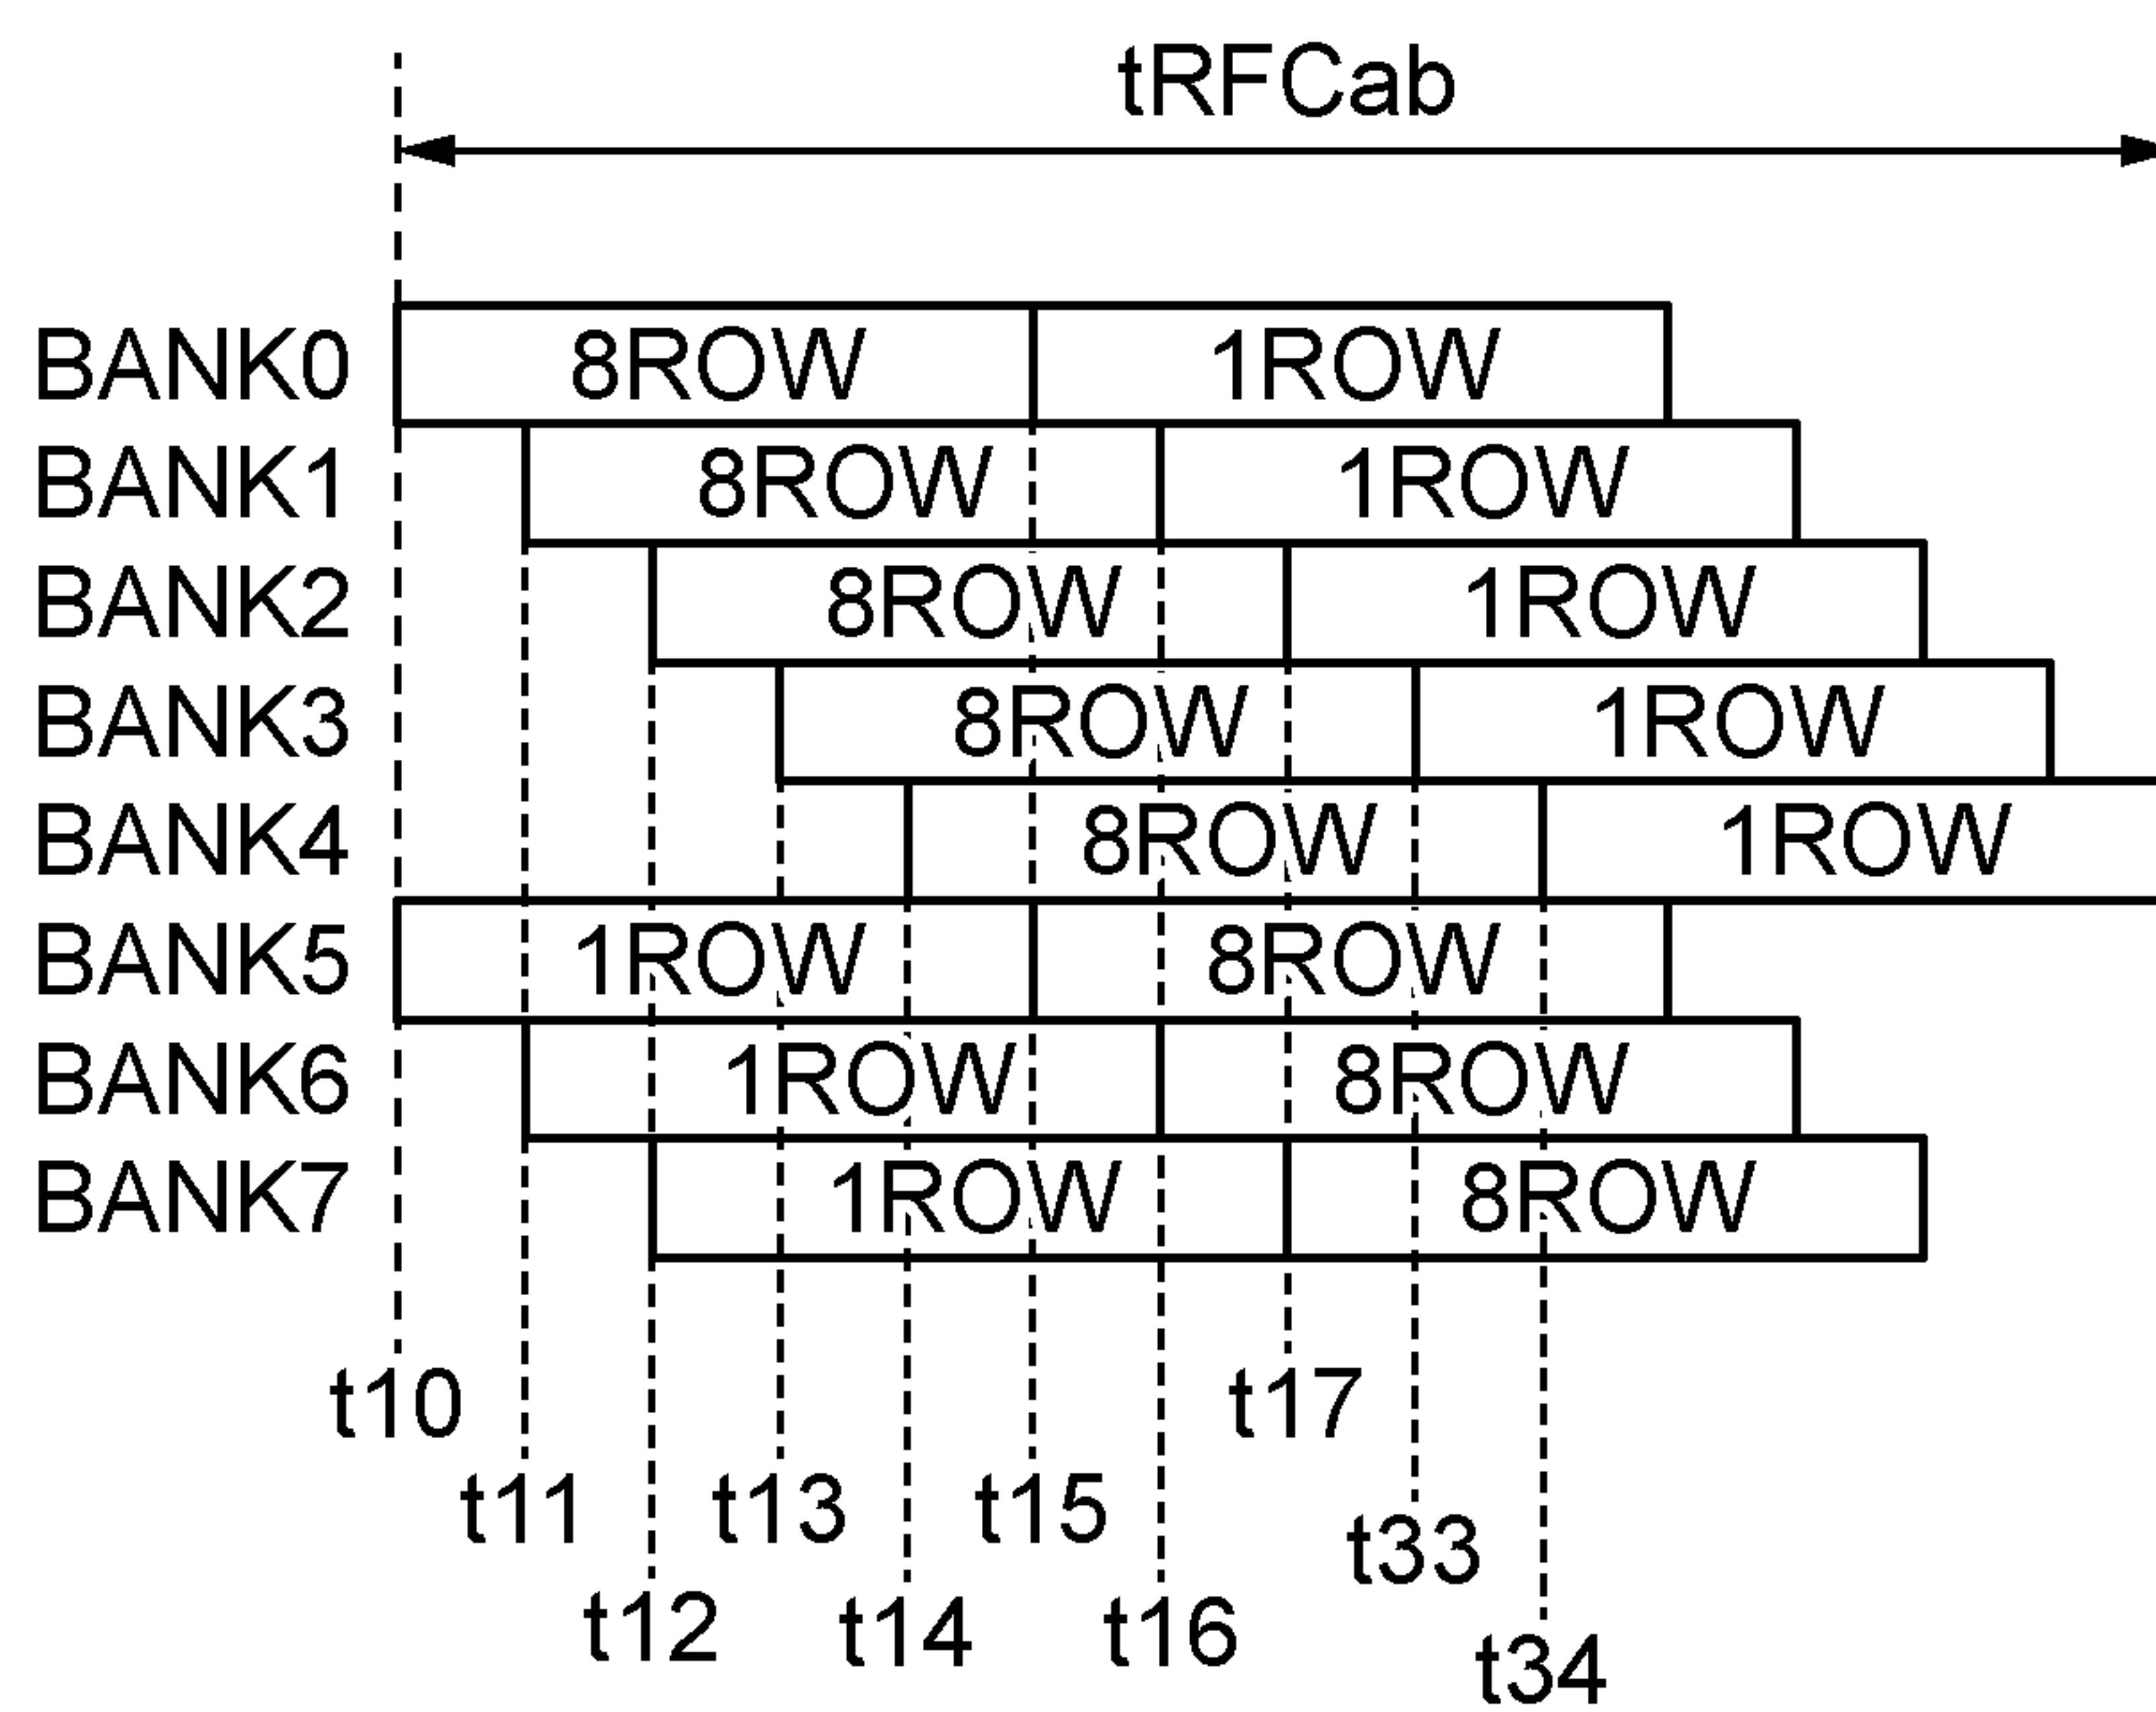 tRFCab
BANK0 8ROW 1ROW
BANK1 8ROW 1ROW
BANK2 8ROW 1ROW
BANK3 8ROW 1ROW
BANK4 8ROW 1ROW
BANK5 1ROW 8ROW
BANK6 1ROW 8ROW
BANK7 1ROW 8ROW
t10 t17
t11 t13 t15
t33
t12 t14 t16
t34